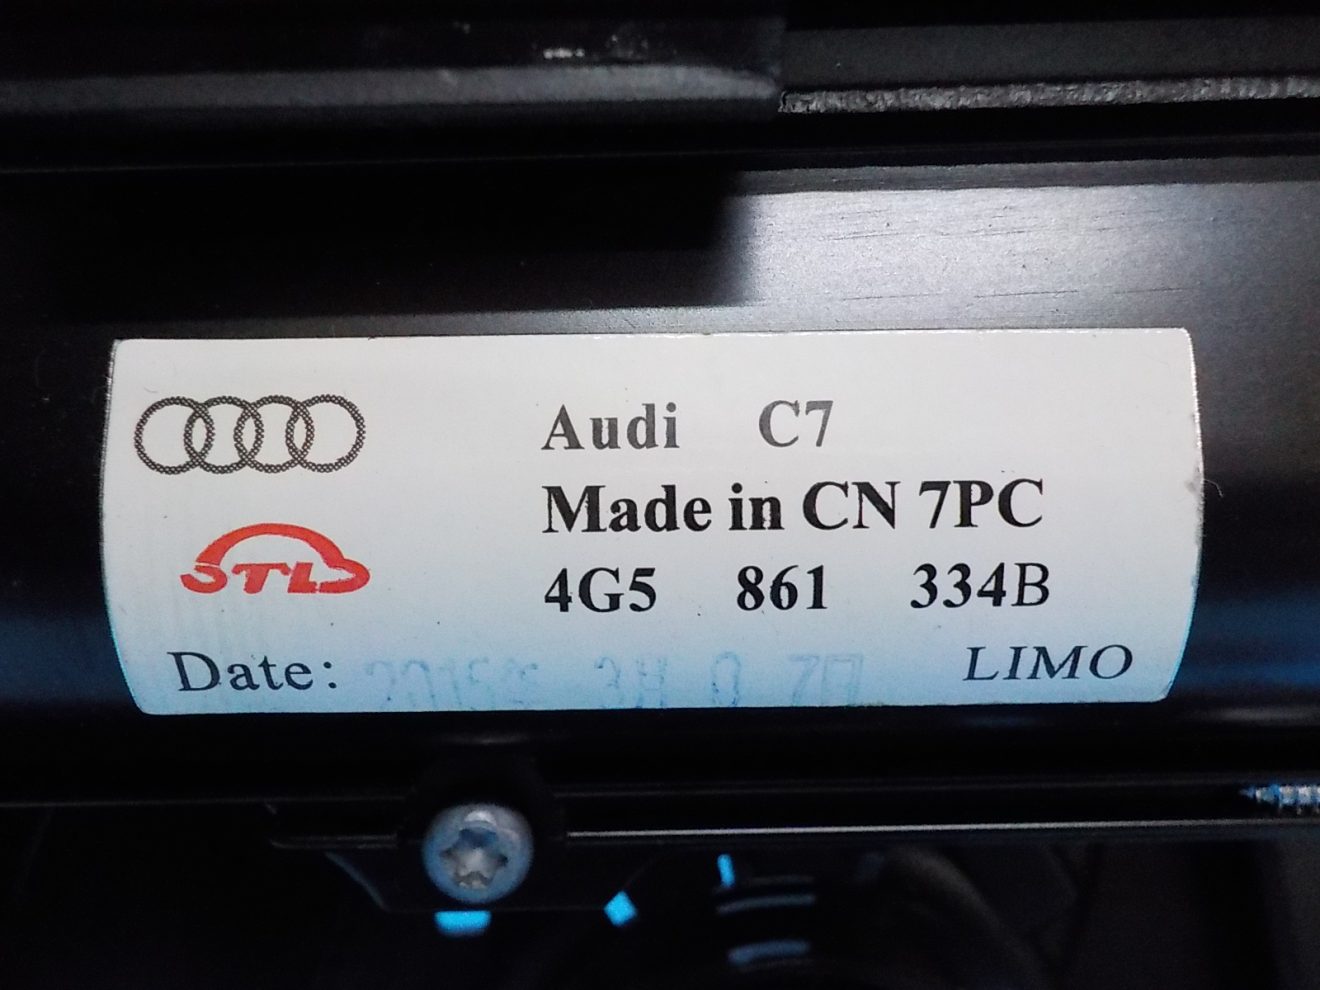 Audi C7
Made in CN 7PC
STL
4G5 861 334B
Date:
LIMO